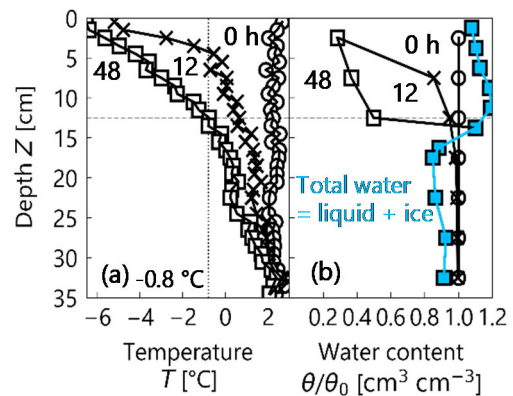 0
5
10
15
20
25
30
35
Depth Z [cm]
0 h
48
12
(a) -0.8 °C
-6 -4 -2 0 2
Temperature
T [°C]
0 h
48
12
Total water
= liquid + ice
(b)
0.2 0.4 0.6 0.8 1.0 1.2
Water content
θ/θ₀ [cm³ cm⁻³]